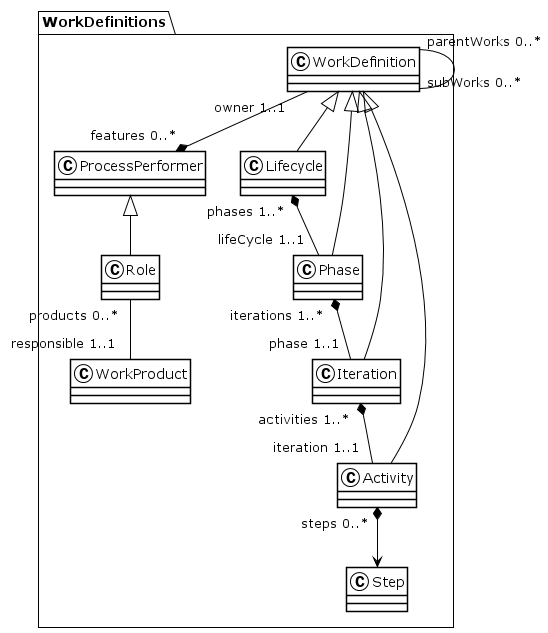 WorkDefinitions
parentWorks 0..*
C WorkDefinition
subWorks 0..*
owner 1..1
features 0..*
C ProcessPerformer
C Lifecycle
phases 1..*
lifeCycle 1..1
C Role
C Phase
products 0..*
iterations 1..*
responsible 1..1
phase 1..1
C WorkProduct
C Iteration
activities 1..*
iteration 1..1
C Activity
steps 0..*
C Step